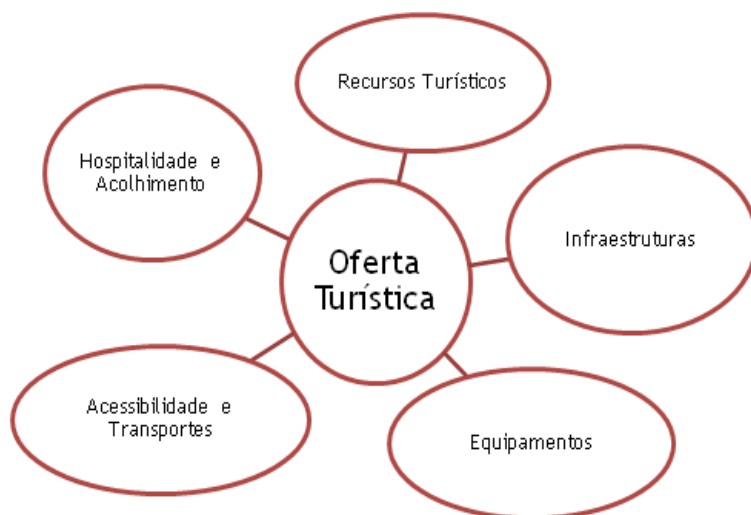 Recursos Turísticos
Hospitalidade e
Acolhimento
Infraestruturas
Oferta
Turística
Acessibilidade e
Transportes
Equipamentos